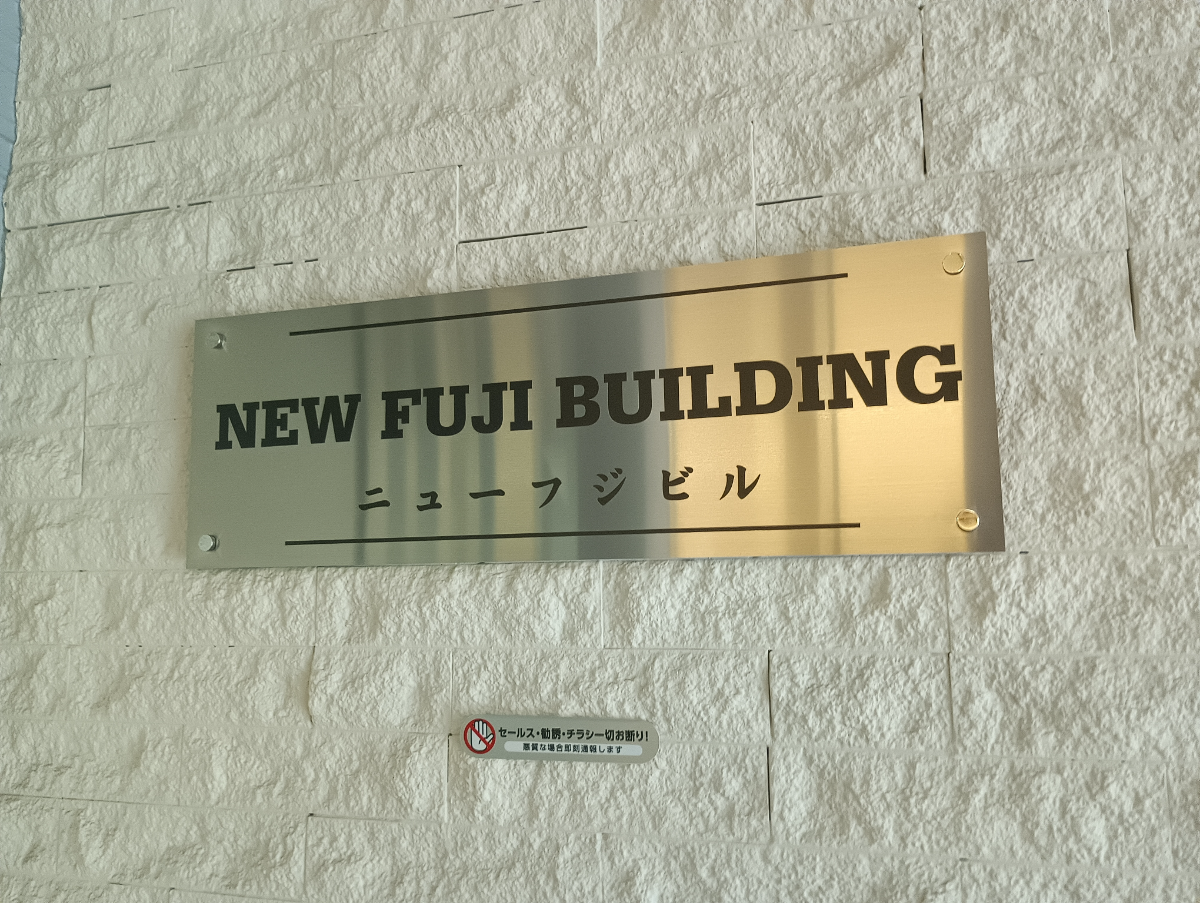 NEW FUJI BUILDING
ニューフジビル
セールス・勧誘・チラシ一切お断り!
悪質な場合即刻通報します